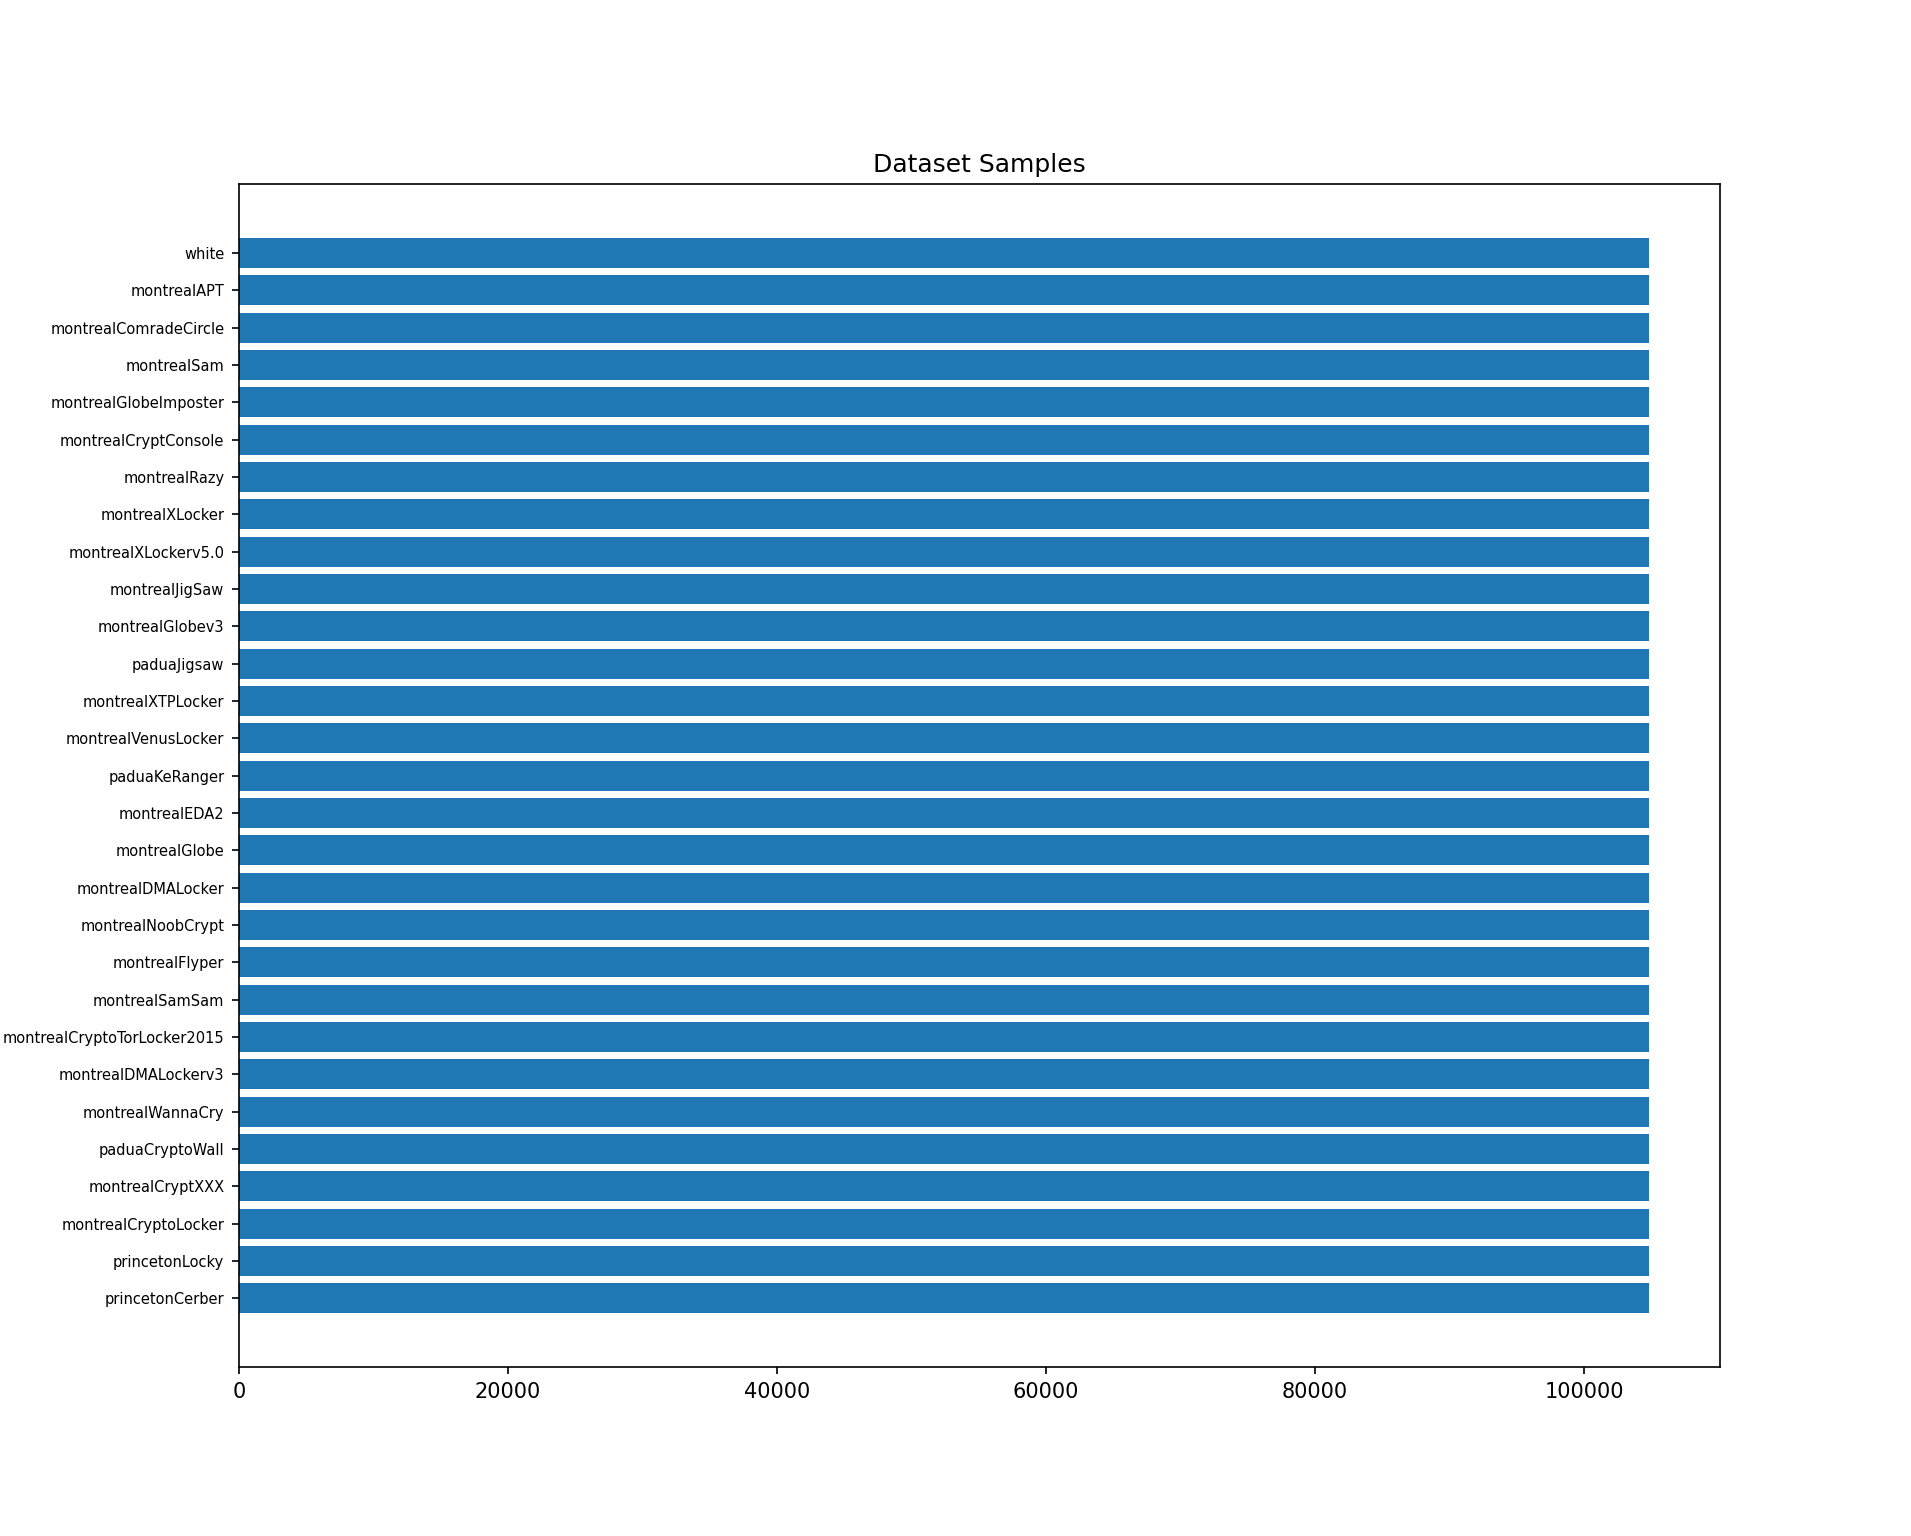 Dataset Samples
white
montrealAPT
montrealComradeCircle
montrealSam
montrealGlobeImposter
montrealCryptConsole
montrealRazy
montrealXLocker
montrealXLockerv5.0
montrealJigSaw
montrealGlobev3
paduaJigsaw
montrealXTPLocker
montrealVenusLocker
paduaKeRanger
montrealEDA2
montrealGlobe
montrealDMALocker
montrealNoobCrypt
montrealFlyper
montrealSamSam
montrealCryptoTorLocker2015
montrealDMALockerv3
montrealWannaCry
paduaCryptoWall
montrealCryptXXX
montrealCryptoLocker
princetonLocky
princetonCerber
0 20000 40000 60000 80000 100000